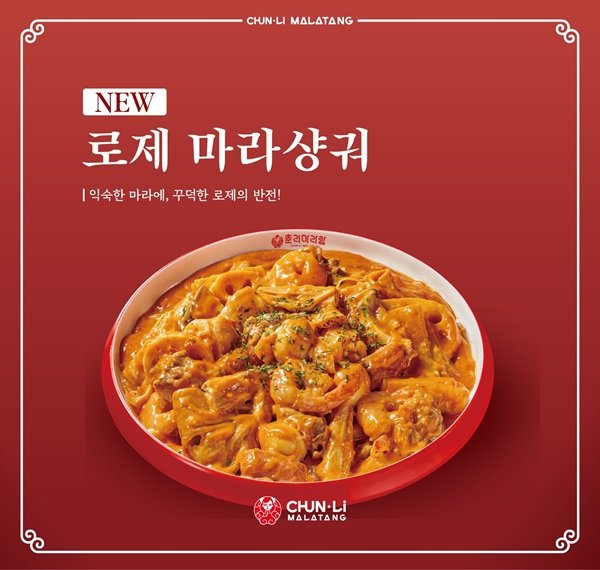 CHUN·Li MALATANG
NEW
로제 마라샹궈
익숙한 마라에, 꾸덕한 로제의 반전!
춘리마라탕
CHUN·Li
MALATANG